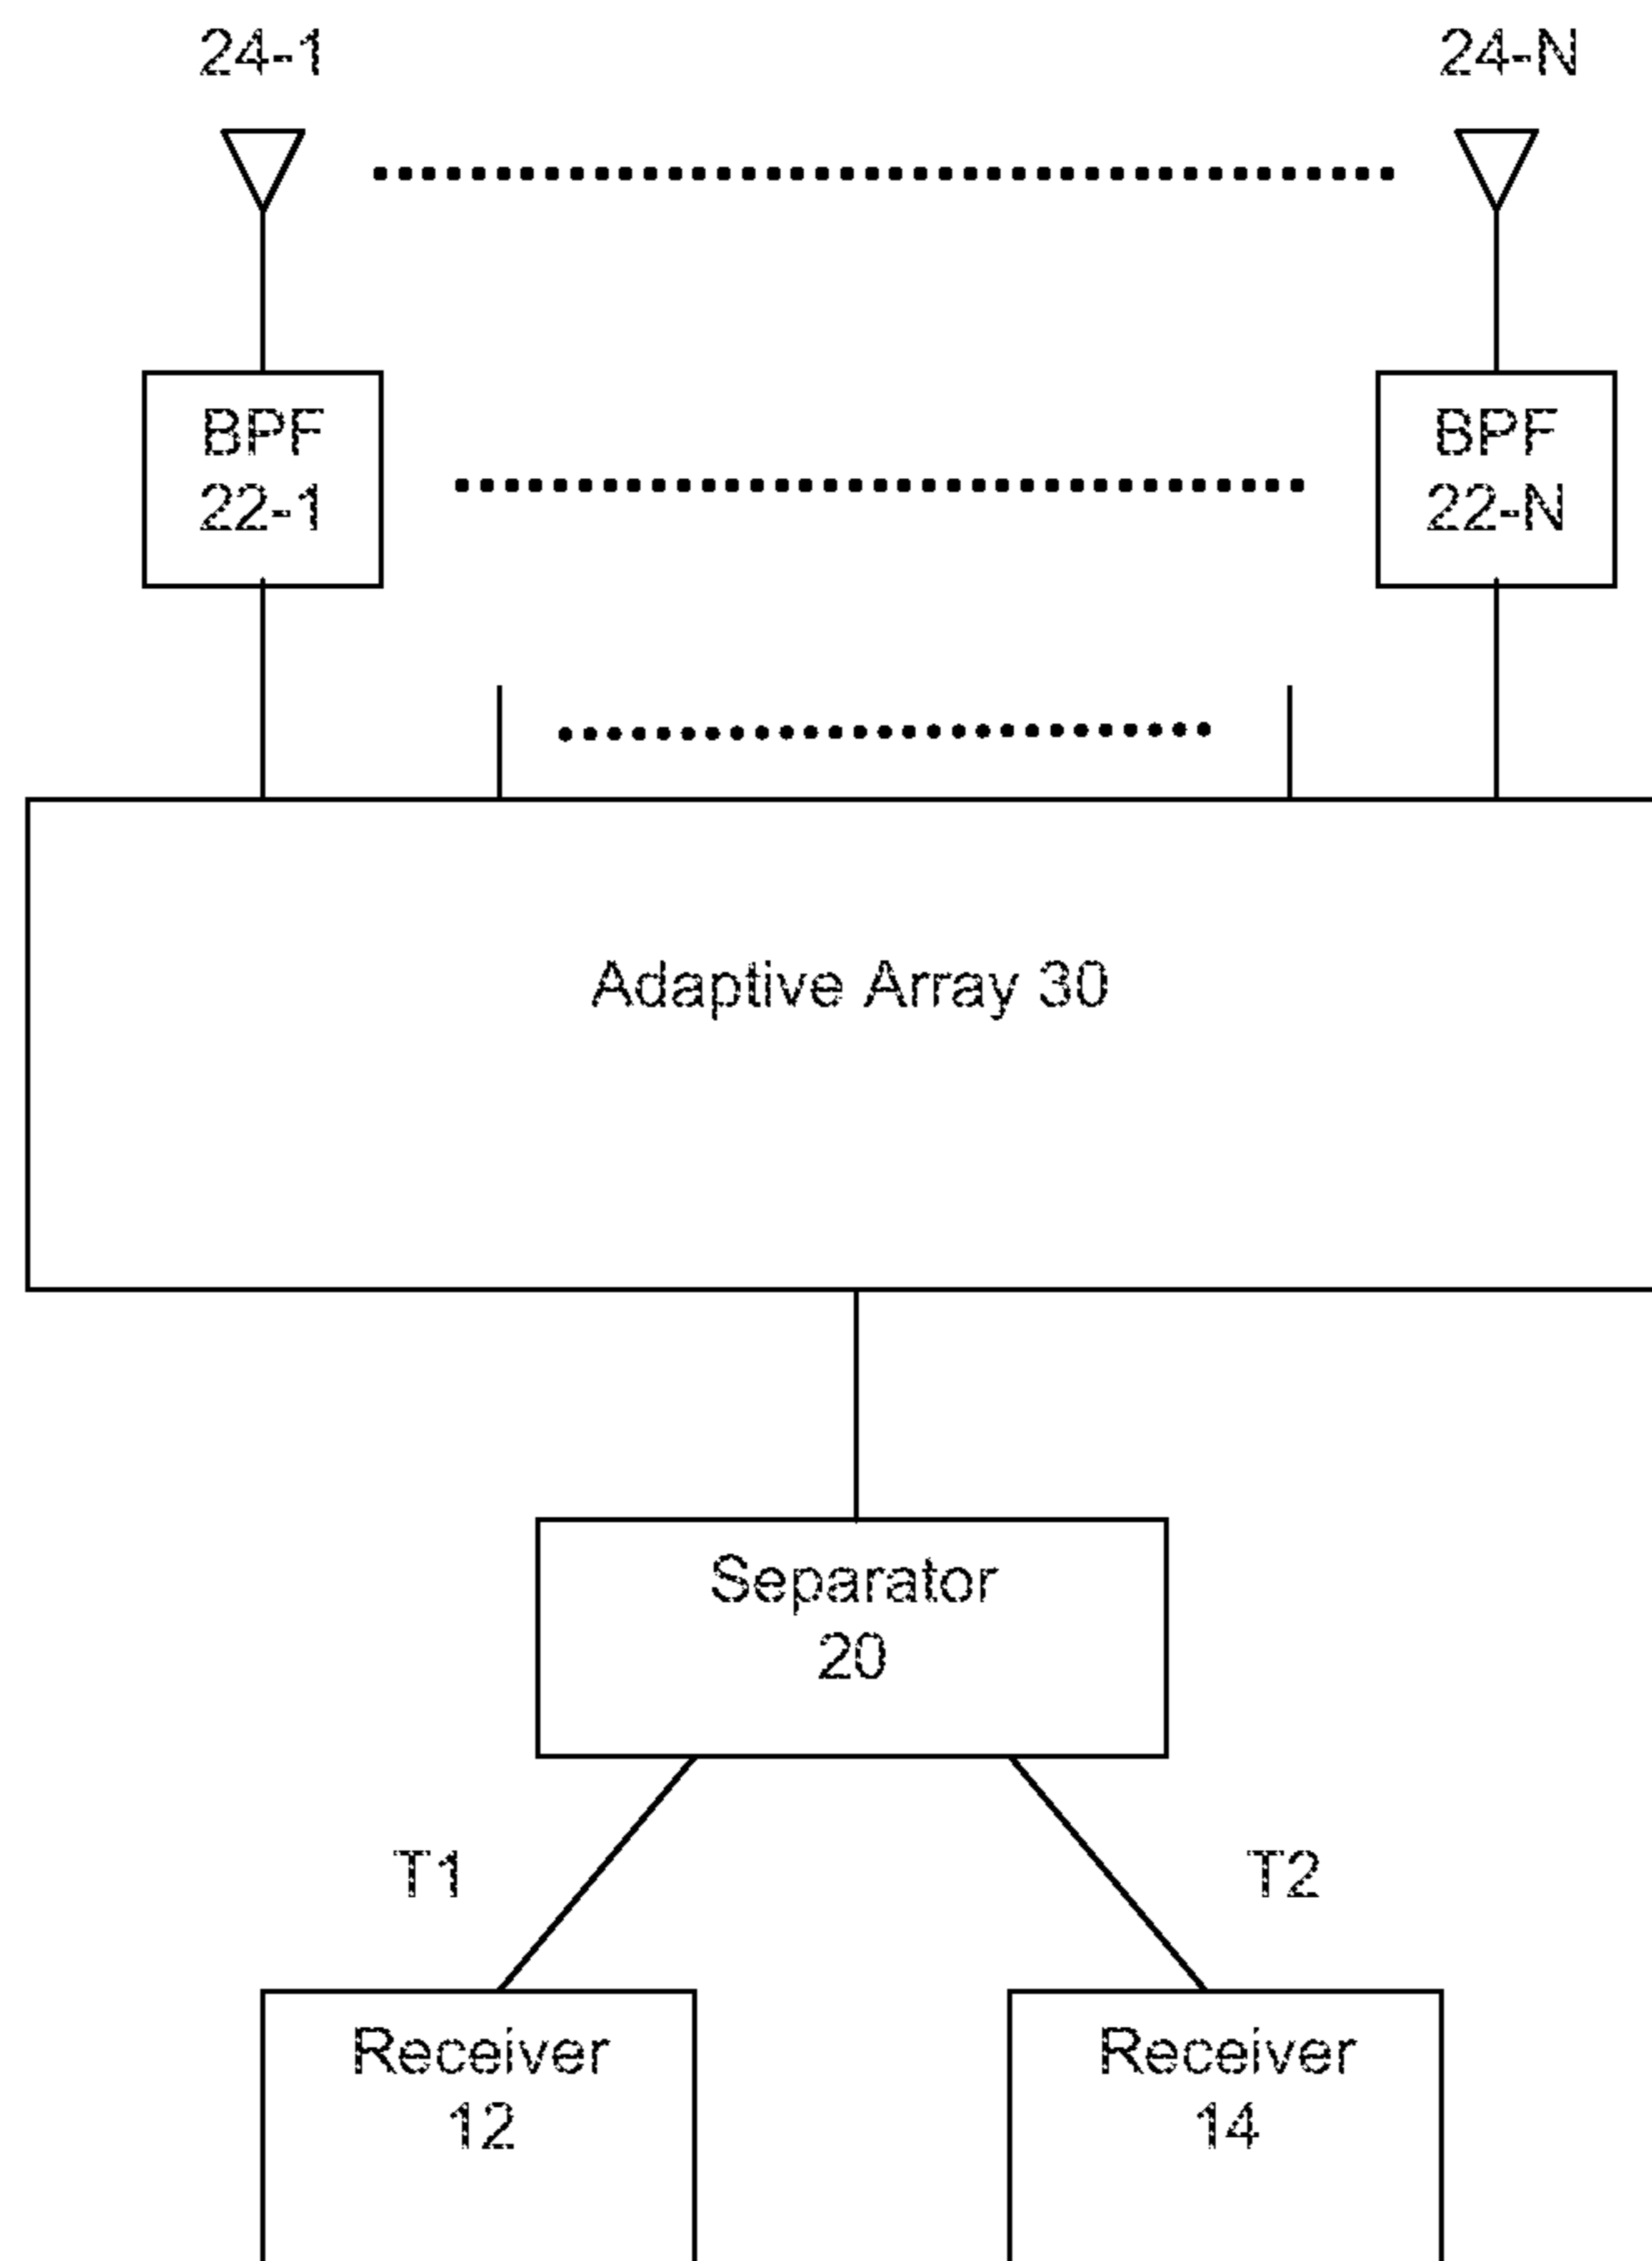 24-1
24-N
BPF
22-1
BPF
22-N
Adaptive Array 30
Separator
20
T1
T2
Receiver
12
Receiver
14